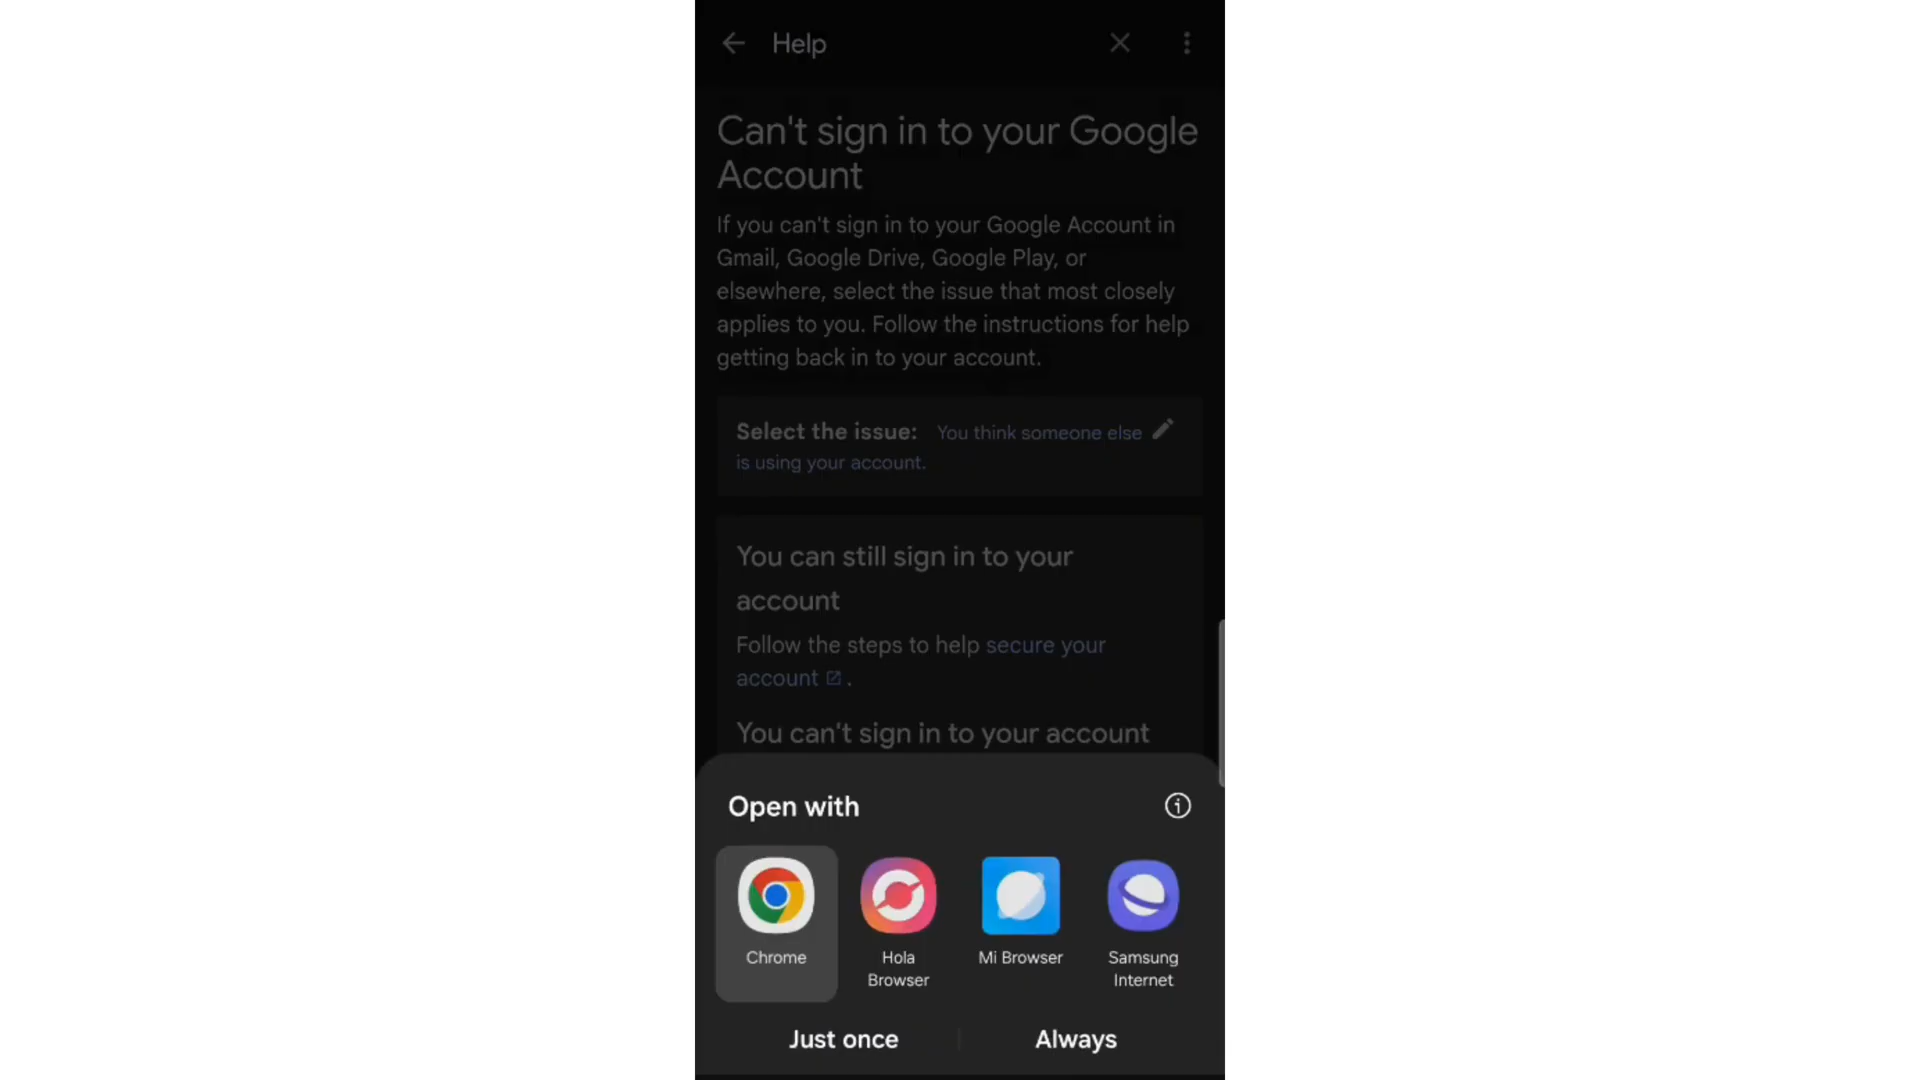 Help
Can't sign in to your Google
Account
If you can't sign in to your Google Account in
Gmail, Google Drive, Google Play, or
elsewhere, select the issue that most closely
applies to you. Follow the instructions for help
getting back in to your account.
Select the issue: You think someone else
is using your account.
You can still sign in to your
account
Follow the steps to help secure your
account .
You can't sign in to your account
Open with
Chrome
Hola
Browser
Mi Browser
Samsung
Internet
Just once
Always